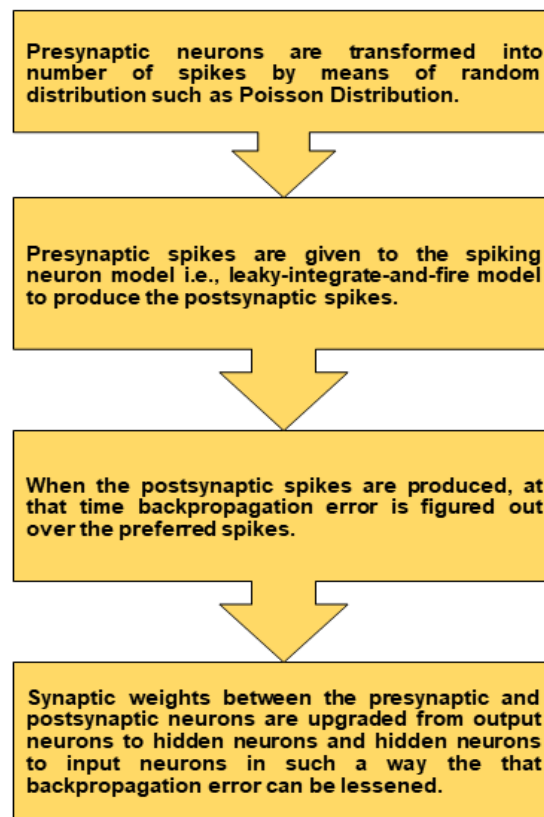 Presynaptic neurons are transformed into
number of spikes by means of random
distribution such as Poisson Distribution.
Presynaptic spikes are given to the spiking
neuron model i.e., leaky-integrate-and-fire model
to produce the postsynaptic spikes.
When the postsynaptic spikes are produced, at
that time backpropagation error is figured out
over the preferred spikes.
Synaptic weights between the presynaptic and
postsynaptic neurons are upgraded from output
neurons to hidden neurons and hidden neurons
to input neurons in such a way the that
backpropagation error can be lessened.